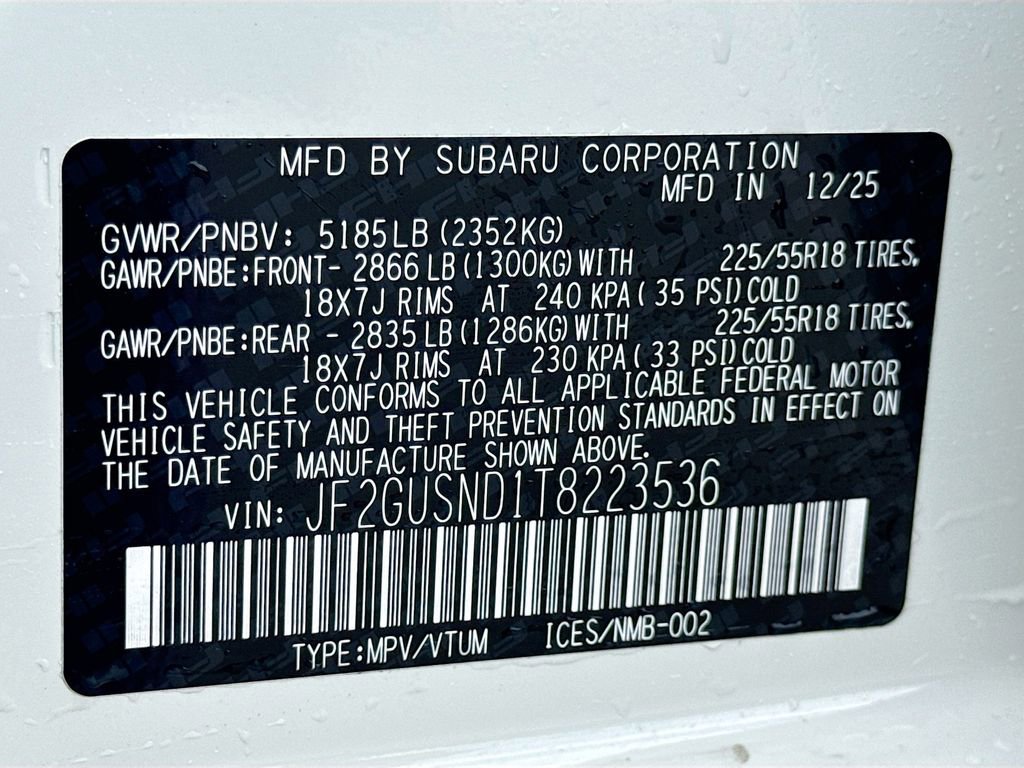 MFD BY SUBARU CORPORATION
MFD IN 12/25
GVWR/PNBV: 5185LB (2352KG)
GAWR/PNBE:FRONT- 2866 LB (1300KG) WITH 225/55R18 TIRES,
18X7J RIMS AT 240 KPA ( 35 PSI) COLD
GAWR/PNBE:REAR - 2835 LB (1286KG) WITH 225/55R18 TIRES,
18X7J RIMS AT 230 KPA ( 33 PSI) COLD
THIS VEHICLE CONFORMS TO ALL APPLICABLE FEDERAL MOTOR
VEHICLE SAFETY AND THEFT PREVENTION STANDARDS IN EFFECT ON
THE DATE OF MANUFACTURE SHOWN ABOVE.
VIN: JF2GUSND1T8223536
TYPE:MPV/VTUM ICES/NMB-002